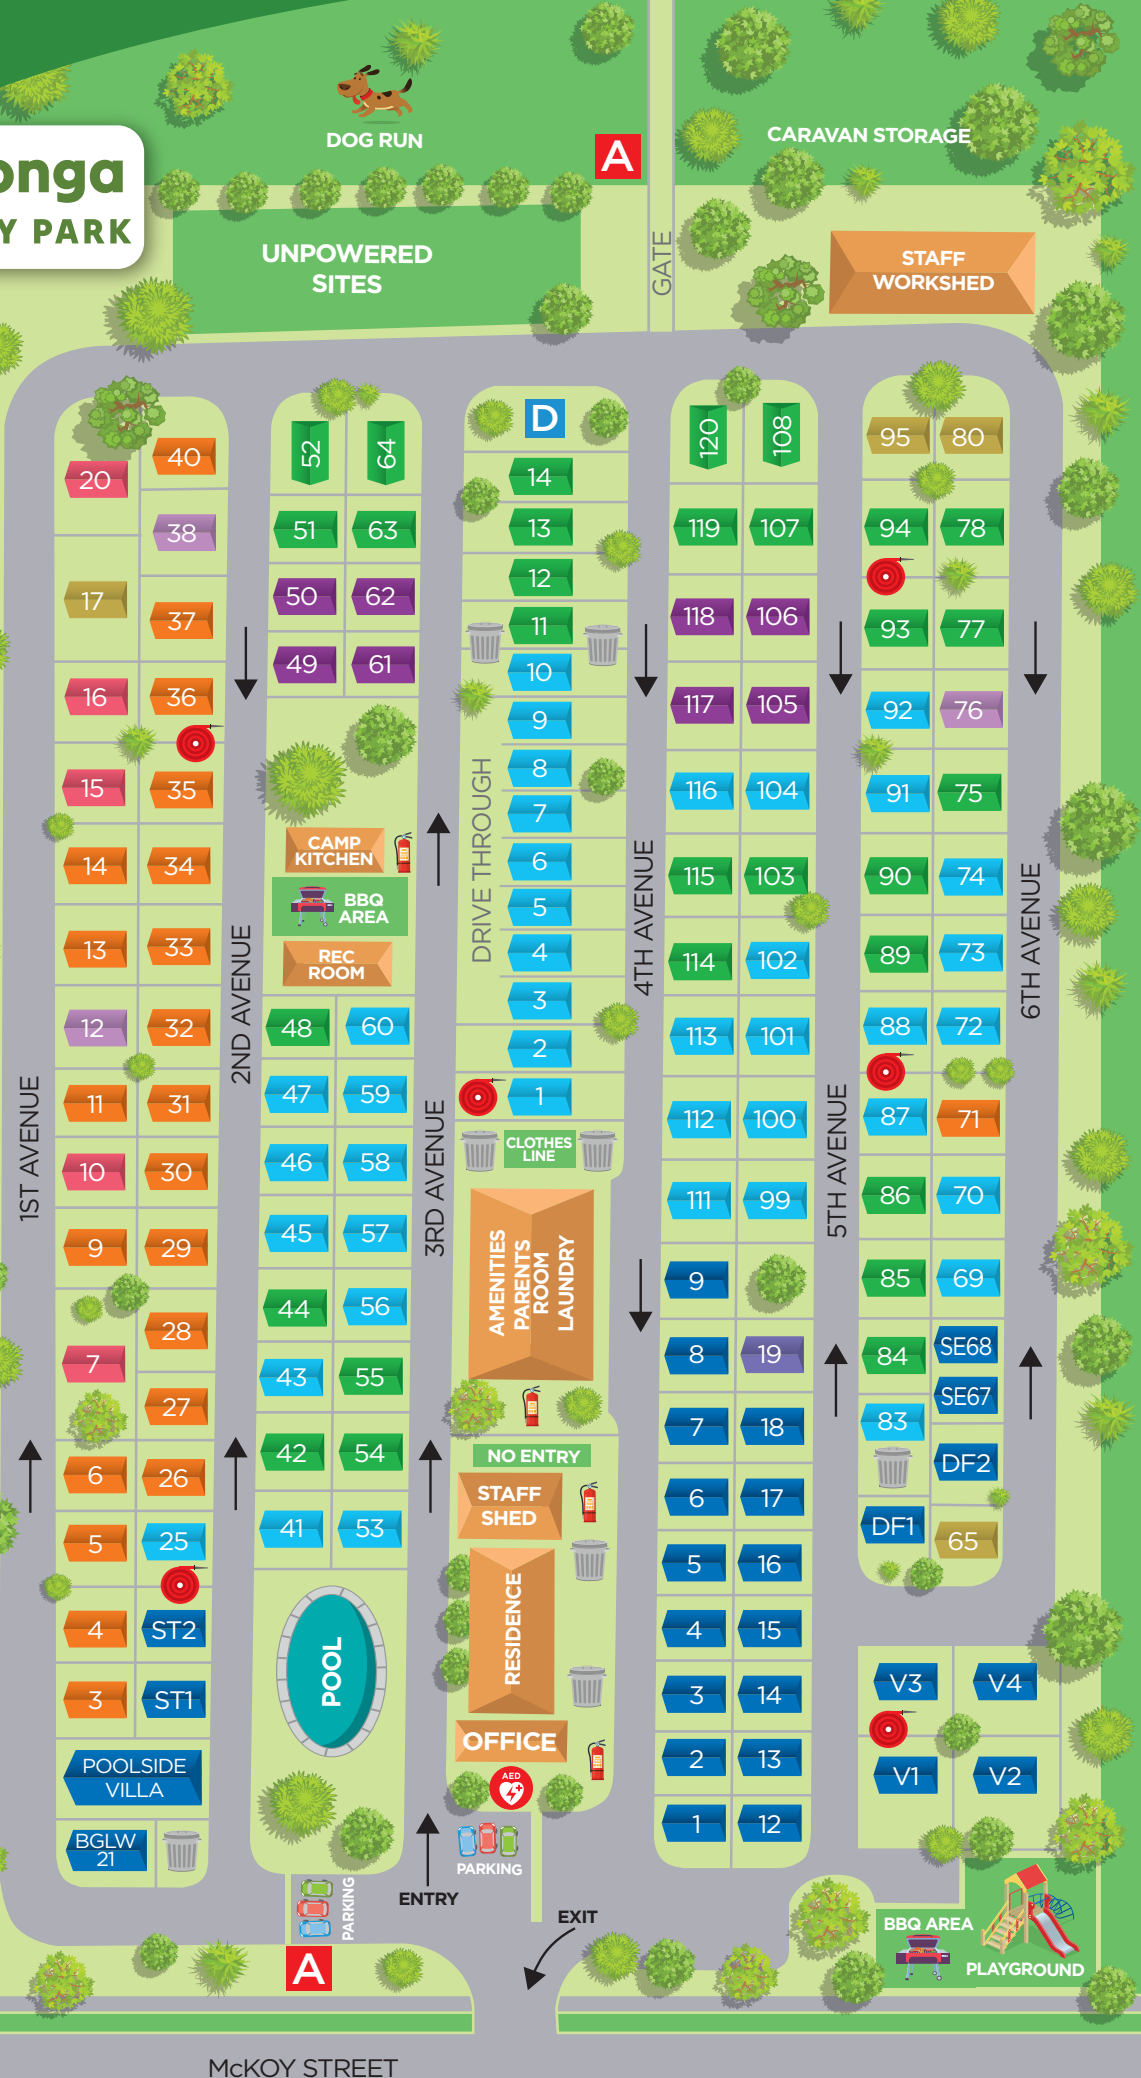 onga
Y PARK
DOG RUN
A
CARAVAN STORAGE
UNPOWERED
SITES
GATE
STAFF
WORKSHED
20
17
16
15
14
13
12
11
10
9
7
6
5
4
3
40
38
37
36
35
34
33
32
31
30
29
28
27
26
25
ST2
ST1
POOLSIDE
VILLA
BGLW
21
1ST AVENUE
2ND AVENUE
52
64
51
63
50
62
49
61
CAMP
KITCHEN
BBQ
AREA
REC
ROOM
48
60
47
59
46
58
45
57
44
56
43
55
42
54
41
53
POOL
PARKING
A
3RD AVENUE
D
14
13
12
11
10
9
8
7
6
5
4
3
2
1
DRIVE THROUGH
CLOTHES
LINE
AMENITIES
PARENTS
ROOM
LAUNDRY
NO ENTRY
STAFF
SHED
RESIDENCE
OFFICE
AED
PARKING
ENTRY
EXIT
4TH AVENUE
120
108
119
107
118
106
117
105
116
104
115
103
114
102
113
101
112
100
111
99
9
8
19
7
18
6
17
5
16
4
15
3
14
2
13
1
12
5TH AVENUE
95
80
94
78
93
77
92
76
91
75
90
74
89
73
88
72
87
71
86
70
85
69
84
SE68
SE67
83
DF2
DF1
65
6TH AVENUE
V3
V4
V1
V2
BBQ AREA
PLAYGROUND
McKOY STREET